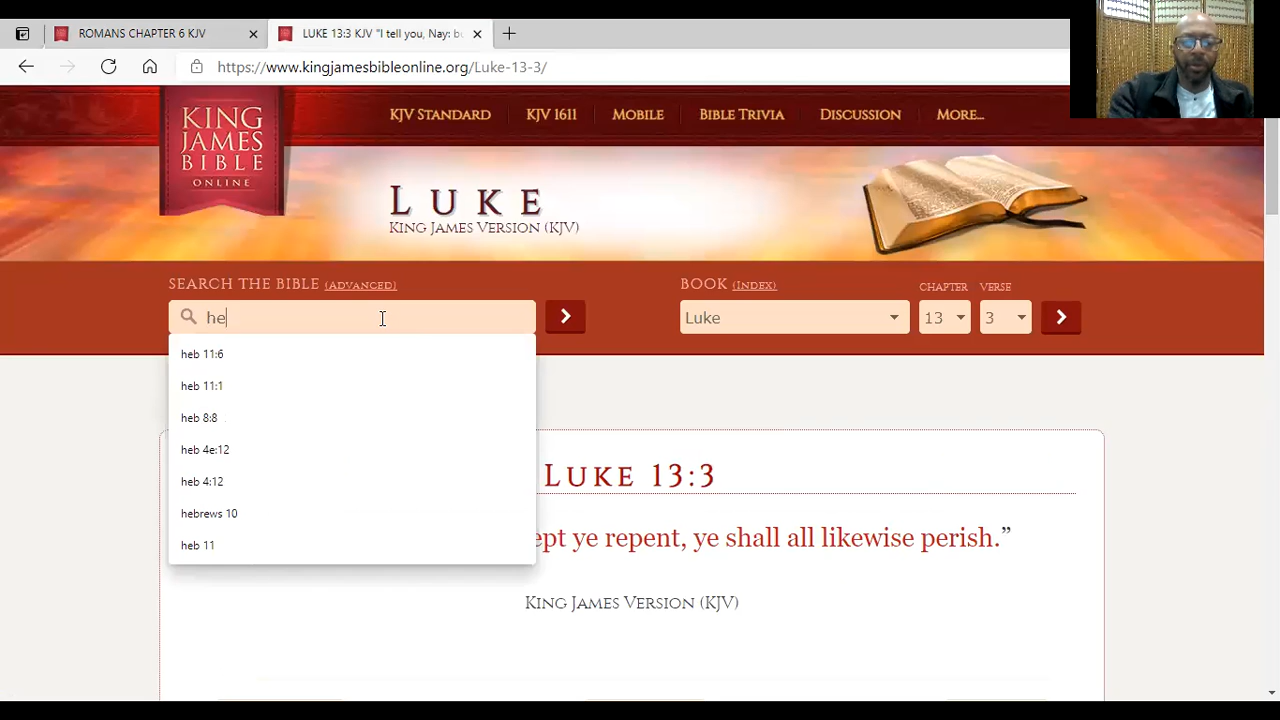 ROMANS CHAPTER 6 KJV
LUKE 13:3 KJV "I tell you, Nay: b
https://www.kingjamesbibleonline.org/Luke-13-3/
KING
JAMES
BIBLE
ONLINE
KJV STANDARD KJV 1611 MOBILE BIBLE TRIVIA DISCUSSION MORE...
LUKE
KING JAMES VERSION (KJV)
SEARCH THE BIBLE (ADVANCED) BOOK (INDEX) CHAPTER VERSE
he Luke 13 3
heb 11:6
heb 11:1
heb 8:8
heb 4e:12
heb 4:12
hebrews 10
heb 11
LUKE 13:3
ept ye repent, ye shall all likewise perish.”
KING JAMES VERSION (KJV)